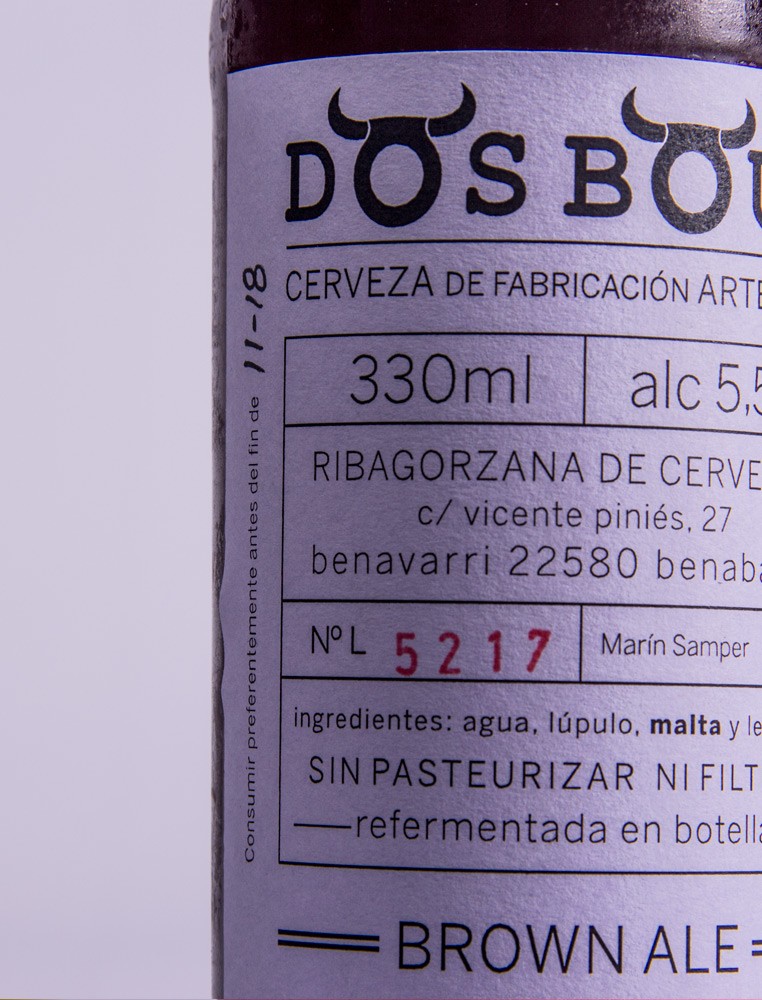 DOS BOU
CERVEZA DE FABRICACIÓN ARTE
330ml
alc 5,5
RIBAGORZANA DE CERVE
c/ vicente piniés, 27
benavarri 22580 benaba
Nº L 5217
Marín Samper
ingredientes: agua, lúpulo, malta y le
SIN PASTEURIZAR NI FILT
refermentada en botella
BROWN ALE
Consumir preferentemente antes del fin de 11-18